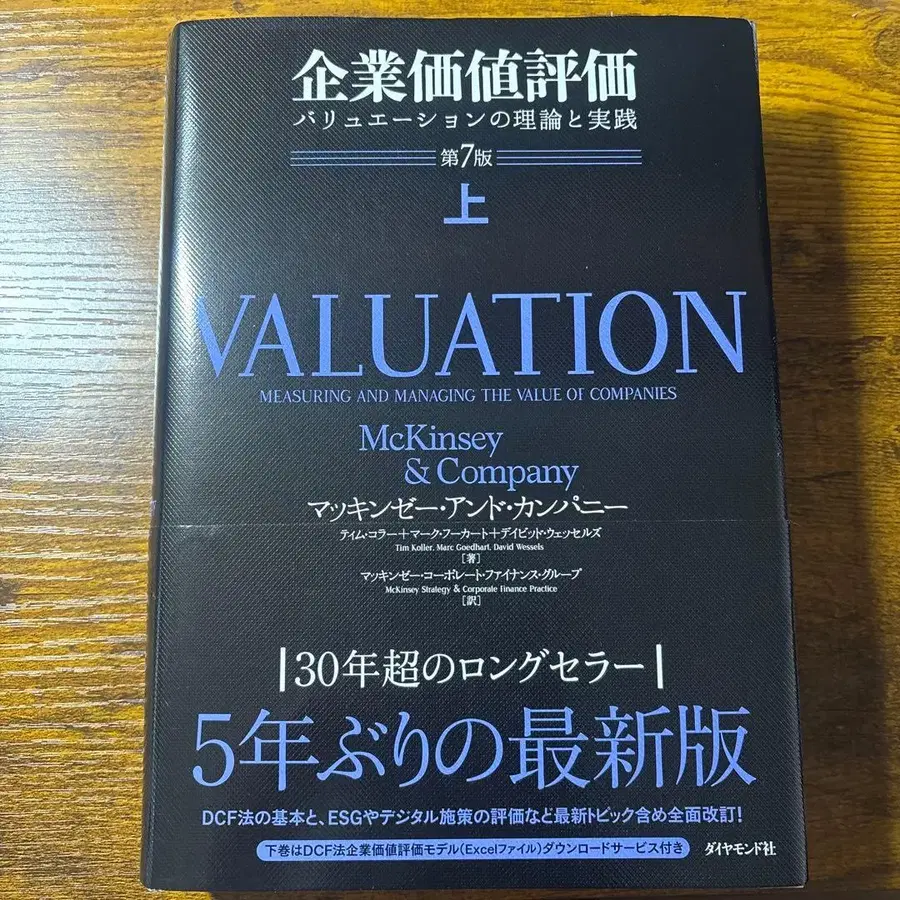 企業価値評価
バリュエーションの理論と実践
第7版
上
VALUATION
MEASURING AND MANAGING THE VALUE OF COMPANIES
McKinsey
& Company
マッキンゼー・アンド・カンパニー
ティム・コラー＋マーク・フーカート＋デイビッド・ウェッセルズ
Tim Koller, Marc Goedhart, David Wessels
[著]
マッキンゼー・コーポレート・ファイナンス・グループ
McKinsey Strategy & Corporate Finance Practice
[訳]
30年超のロングセラー
5年ぶりの最新版
DCF法の基本と、ESGやデジタル施策の評価など最新トピック含め全面改訂!
下巻はDCF法企業価値評価モデル(Excelファイル)ダウンロードサービス付き
ダイヤモンド社